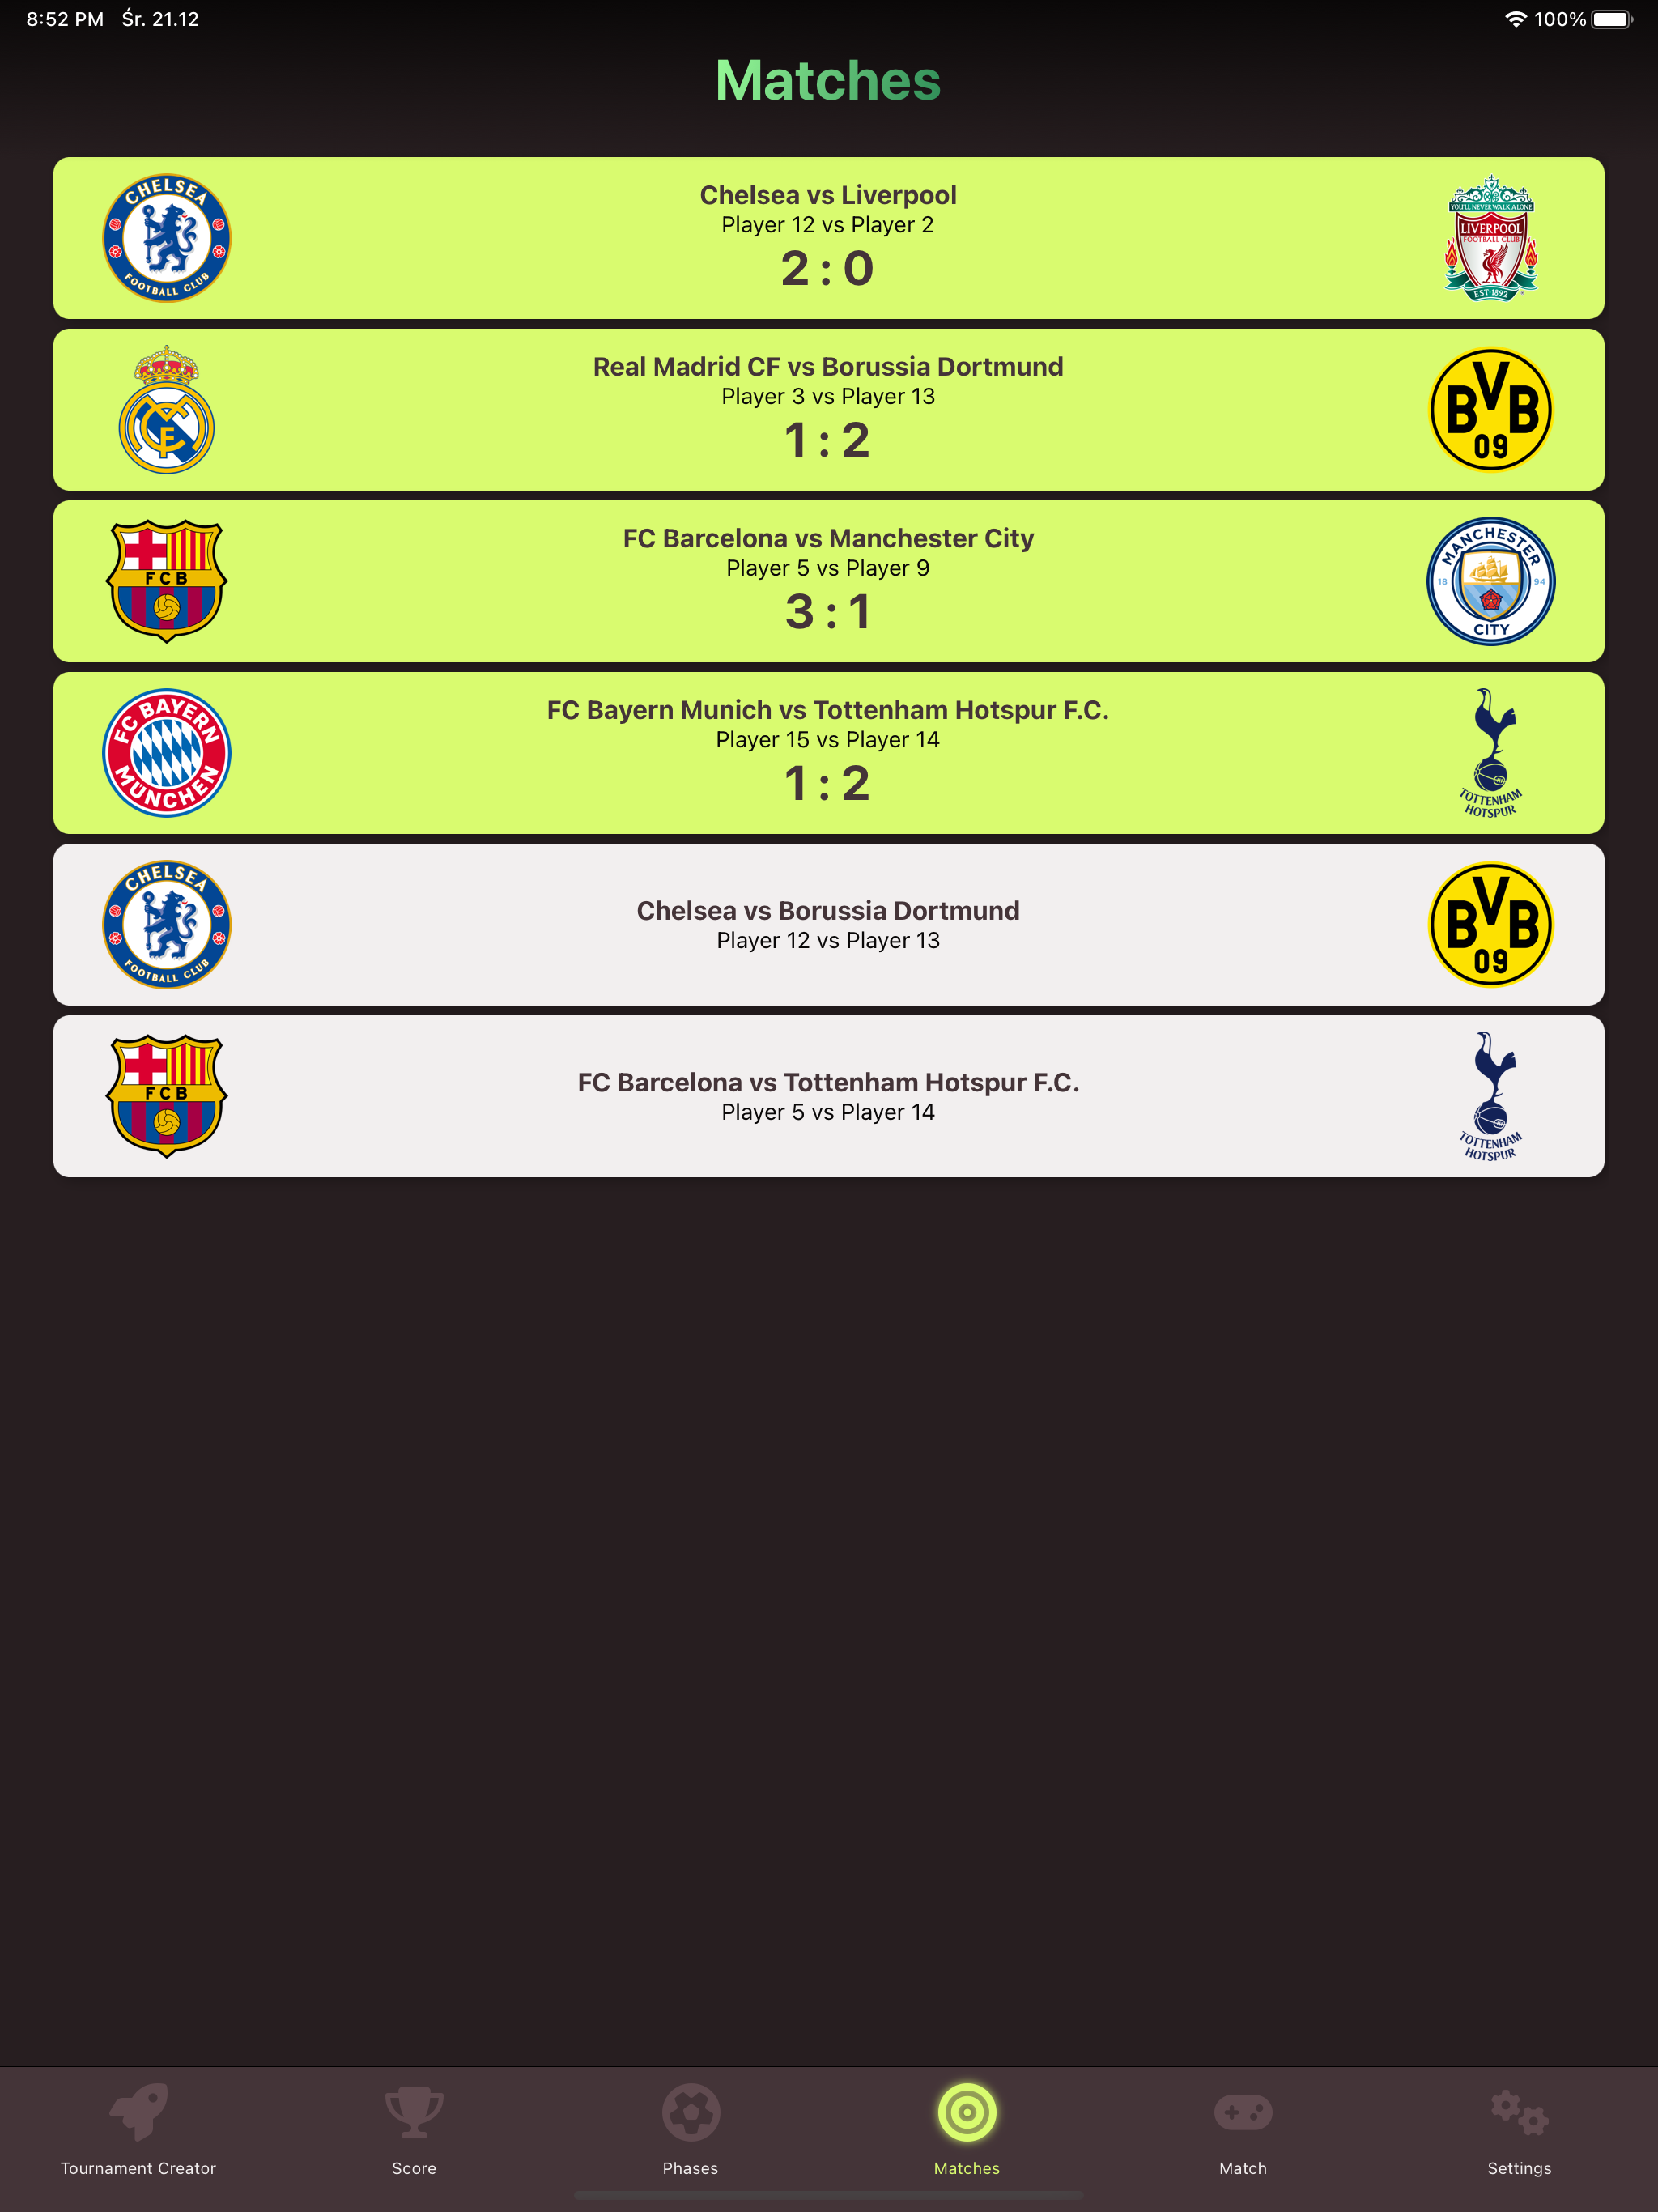 8:52 PM Śr. 21.12 100%
Matches
CHELSEA
FOOTBALL CLUB
Chelsea vs Liverpool
Player 12 vs Player 2
2 : 0
YOU'LL NEVER WALK ALONE
LIVERPOOL
FOOTBALL CLUB
EST·1892
Real Madrid CF vs Borussia Dortmund
Player 3 vs Player 13
1 : 2
BVB
09
FCB
FC Barcelona vs Manchester City
Player 5 vs Player 9
3 : 1
MANCHESTER
18 94
CITY
FC BAYERN
MÜNCHEN
FC Bayern Munich vs Tottenham Hotspur F.C.
Player 15 vs Player 14
1 : 2
TOTTENHAM
HOTSPUR
CHELSEA
FOOTBALL CLUB
Chelsea vs Borussia Dortmund
Player 12 vs Player 13
BVB
09
FCB
FC Barcelona vs Tottenham Hotspur F.C.
Player 5 vs Player 14
TOTTENHAM
HOTSPUR
Tournament Creator Score Phases Matches Match Settings